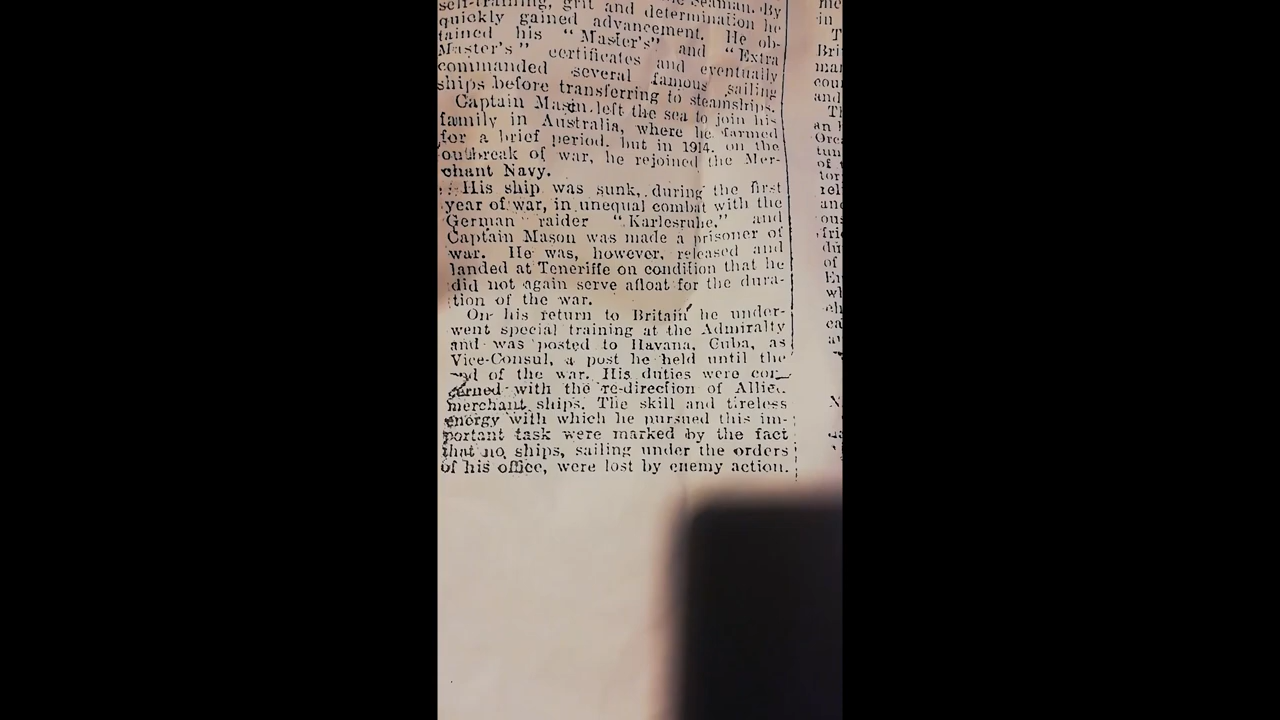 self-training, grit and determination he
quickly gained advancement. He ob-
tained his "Master's" and "Extra
Master's" certificates and eventually
commanded several famous sailing
ships before transferring to steamships.
Captain Mason left the sea to join his
family in Australia, where he farmed
for a brief period, but in 1914, on the
outbreak of war, he rejoined the Mer-
chant Navy.
His ship was sunk, during the first
year of war, in unequal combat with the
German raider "Karlesruhe," and
Captain Mason was made a prisoner of
war. He was, however, released and
landed at Teneriffe on condition that he
did not again serve afloat for the dura-
tion of the war.
On his return to Britain he under-
went special training at the Admiralty
and was posted to Havana, Cuba, as
Vice-Consul, a post he held until the
end of the war. His duties were con-
cerned with the re-direction of Allied
merchant ships. The skill and tireless
energy with which he pursued this im-
portant task were marked by the fact
that no ships, sailing under the orders
of his office, were lost by enemy action.